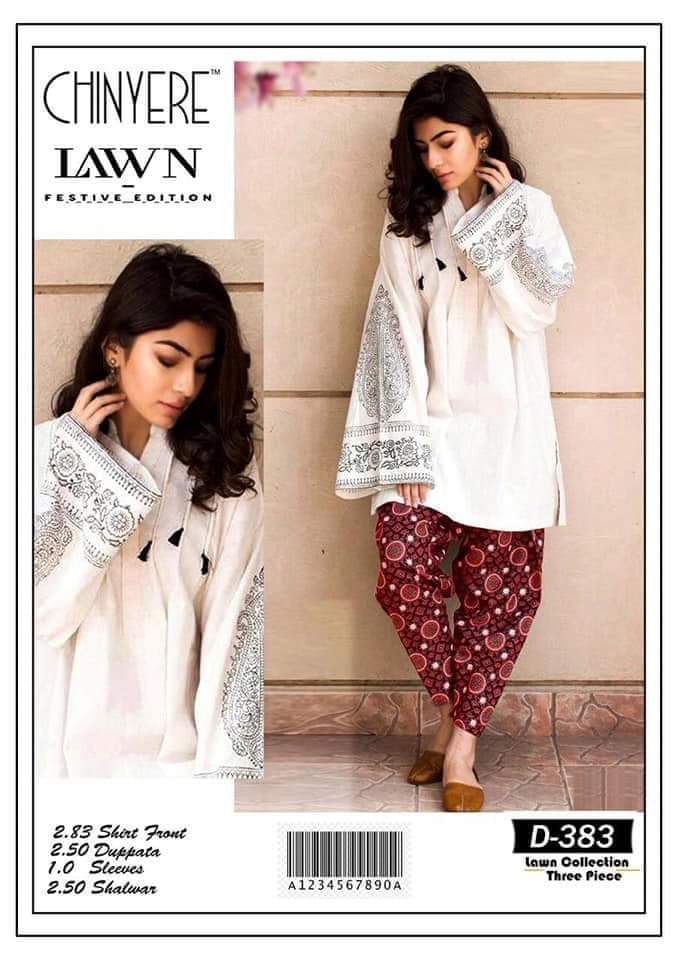 CHINYERE™
LAWN
FESTIVE EDITION
2.83 Shirt Front
2.50 Duppata
1.0 Sleeves
2.50 Shalwar
A1234567890A
D-383
Lawn Collection
Three Piece